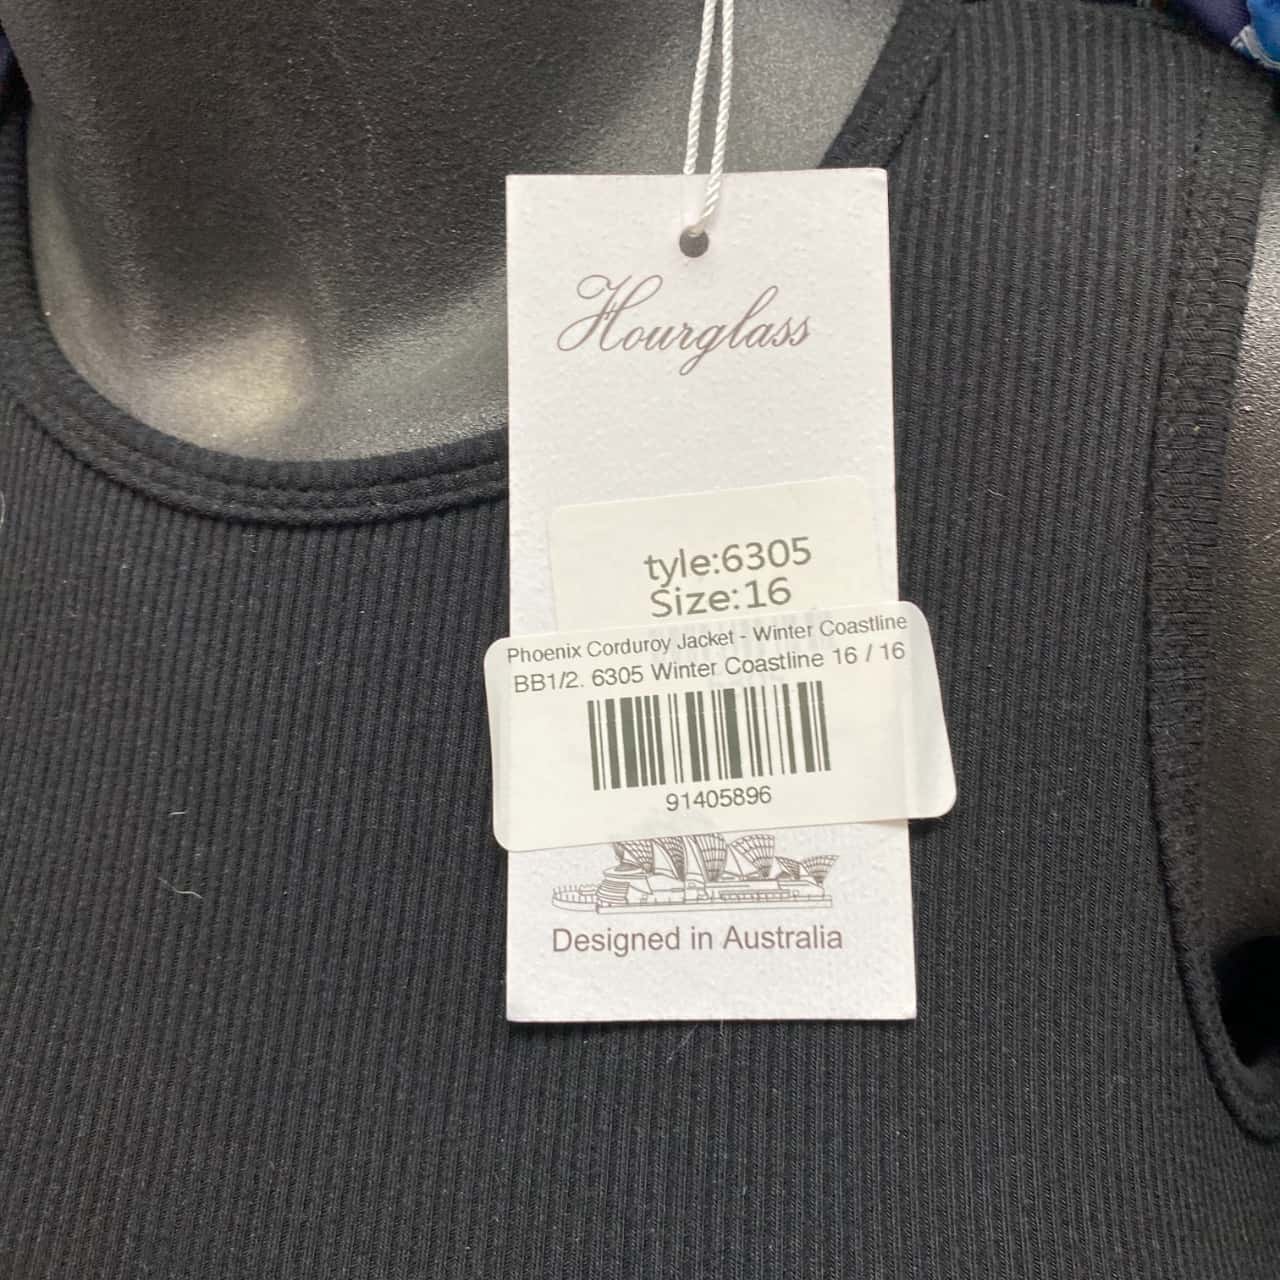 Hourglass
tyle:6305
Size:16
Phoenix Corduroy Jacket - Winter Coastline
BB1/2. 6305 Winter Coastline 16 / 16
91405896
Designed in Australia